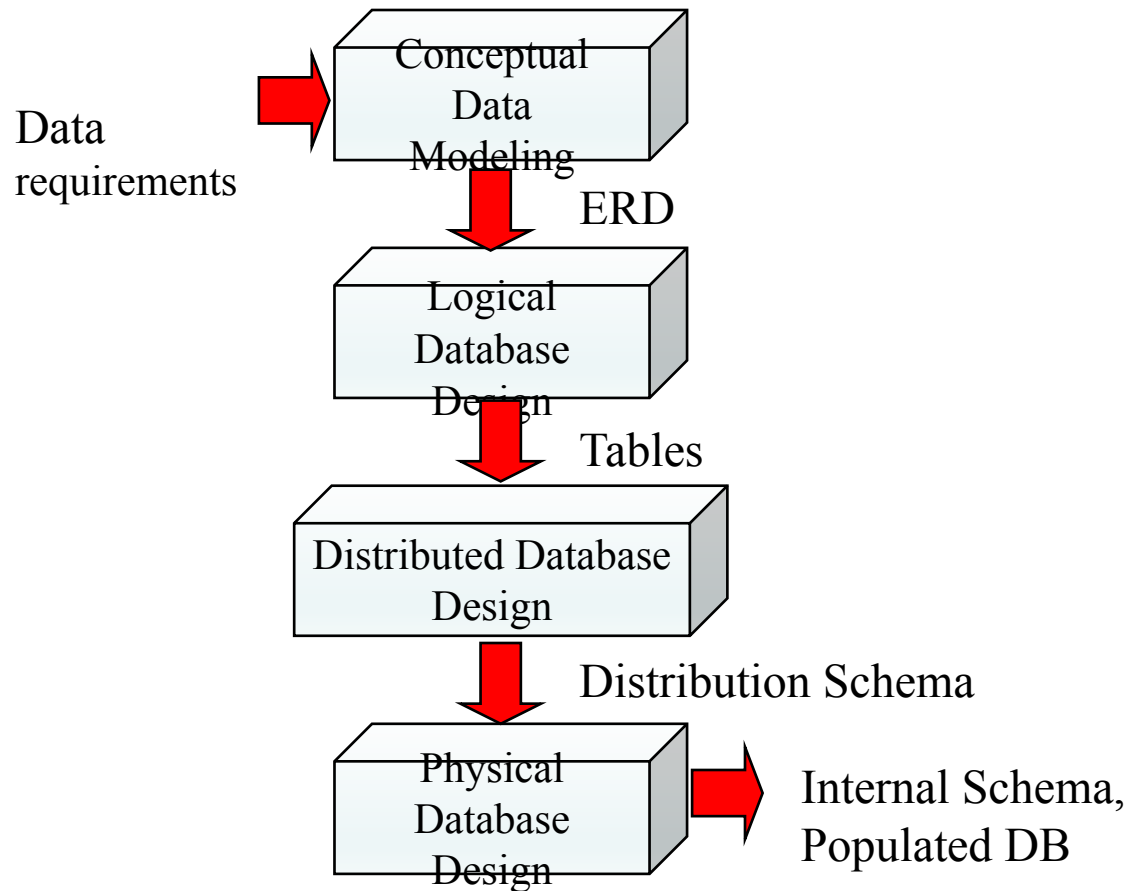 Data
requirements
Conceptual
Data
Modeling
ERD
Logical
Database
Design
Tables
Distributed Database
Design
Distribution Schema
Physical
Database
Design
Internal Schema,
Populated DB